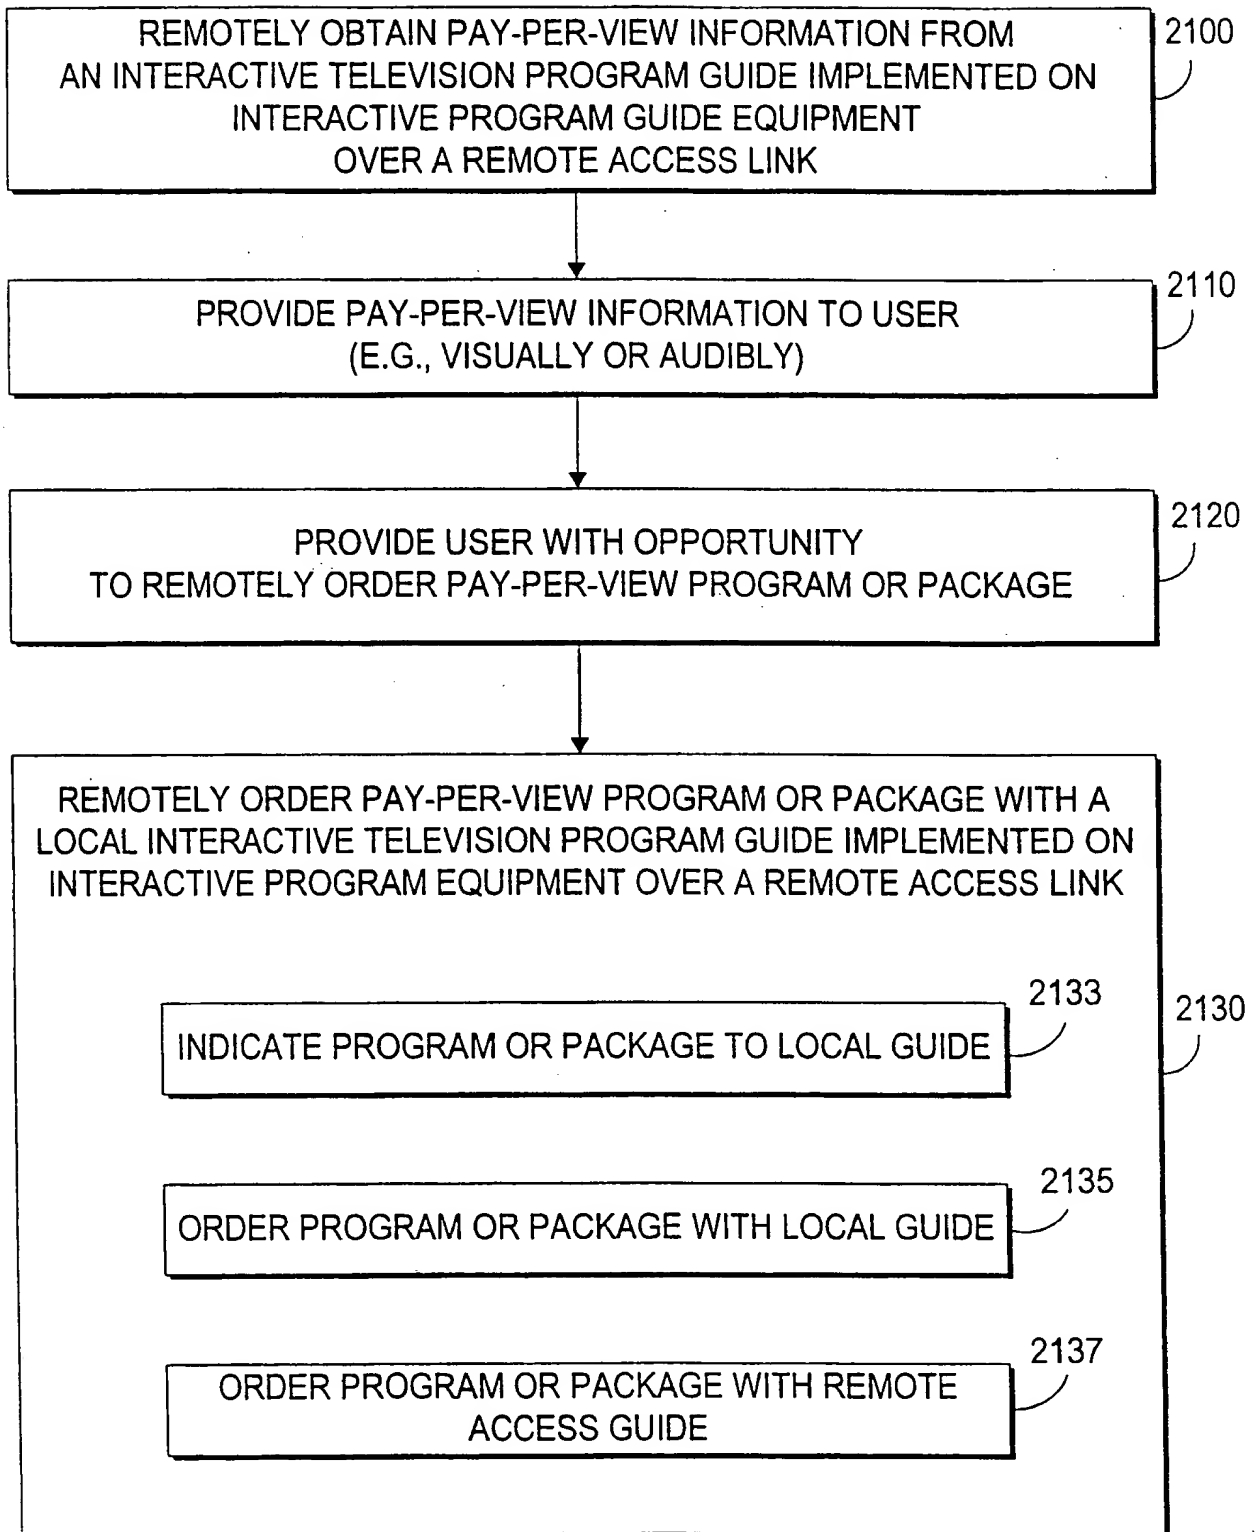 REMOTELY OBTAIN PAY-PER-VIEW INFORMATION FROM
AN INTERACTIVE TELEVISION PROGRAM GUIDE IMPLEMENTED ON
INTERACTIVE PROGRAM GUIDE EQUIPMENT
OVER A REMOTE ACCESS LINK
2100
PROVIDE PAY-PER-VIEW INFORMATION TO USER
(E.G., VISUALLY OR AUDIBLY)
2110
PROVIDE USER WITH OPPORTUNITY
TO REMOTELY ORDER PAY-PER-VIEW PROGRAM OR PACKAGE
2120
REMOTELY ORDER PAY-PER-VIEW PROGRAM OR PACKAGE WITH A
LOCAL INTERACTIVE TELEVISION PROGRAM GUIDE IMPLEMENTED ON
INTERACTIVE PROGRAM EQUIPMENT OVER A REMOTE ACCESS LINK
2130
INDICATE PROGRAM OR PACKAGE TO LOCAL GUIDE
2133
ORDER PROGRAM OR PACKAGE WITH LOCAL GUIDE
2135
ORDER PROGRAM OR PACKAGE WITH REMOTE
ACCESS GUIDE
2137